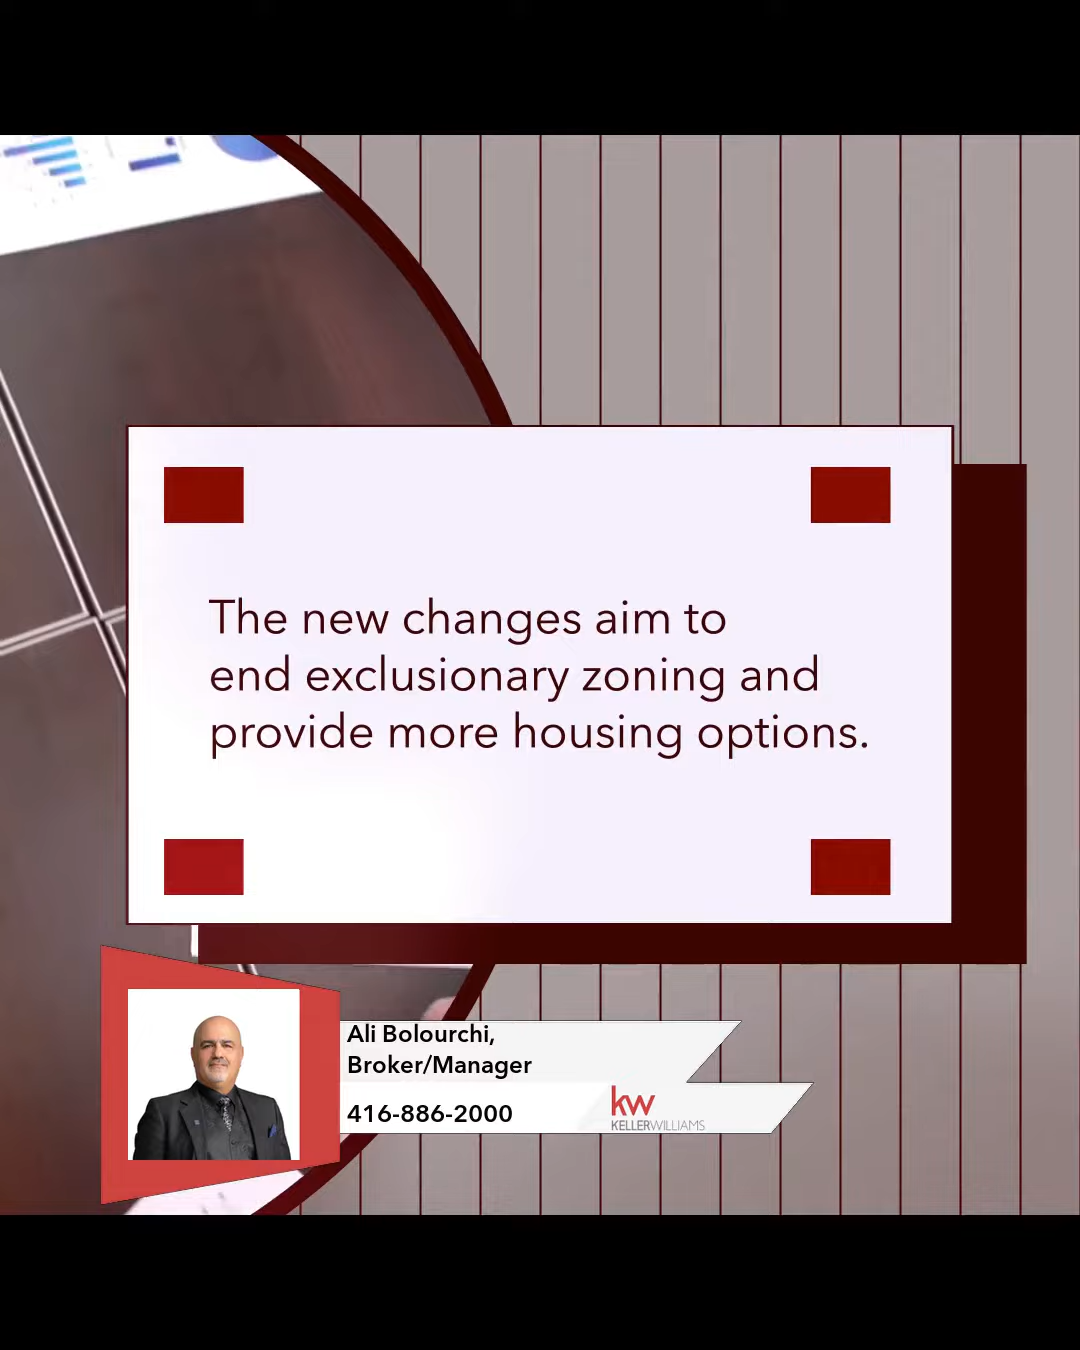 The new changes aim to
end exclusionary zoning and
provide more housing options.
Ali Bolourchi,
Broker/Manager
416-886-2000
kw
KELLERWILLIAMS